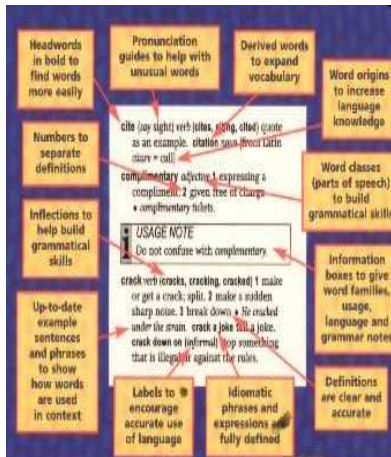 Headwords
in bold to
find words
more easily
Pronunciation
guides to help with
unusual words
Derived words
to expand
vocabulary
Word origins
to increase
language
knowledge
Numbers to
separate
definitions
Inflections to
help build
grammatical
skills
Up-to-date
example
sentences
and phrases to
show how
words are
used in
context
cite (say sight) verb (cites, citing, cited) quote
as an example. citation noun [from Latin
= call]
complimentary adjective 1 expressing a
compliment. 2 given free of charge
• complimentary tickets.
USAGE NOTE
Do not confuse with complementary.
crack verb (cracks, cracking, cracked) 1 make
or get a crack; split. 2 make a sudden
sharp noise. 3 break down • He cracked
under the strain. crack a joke tell a joke.
crack down on (informal) stop something
that is illegal or against the rules.
Word classes
(parts of speech)
to build
grammatical skills
Information
boxes to give
word families,
usage,
language and
grammar notes
Definitions
are clear and
accurate
Labels to
encourage
accurate use
of language
Idiomatic
phrases and
expressions are
fully defined